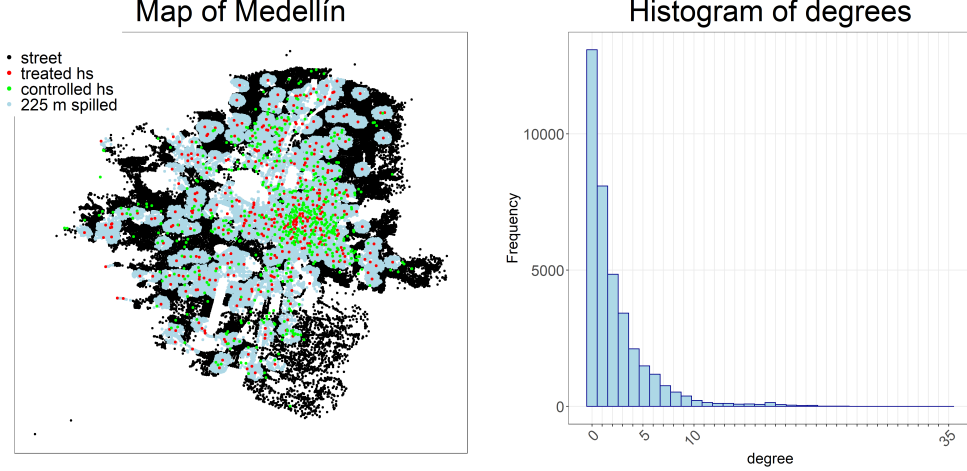 Map of Medellín
street
treated hs
controlled hs
225 m spilled
Histogram of degrees
Frequency
10000
5000
0
0 5 10 35
degree